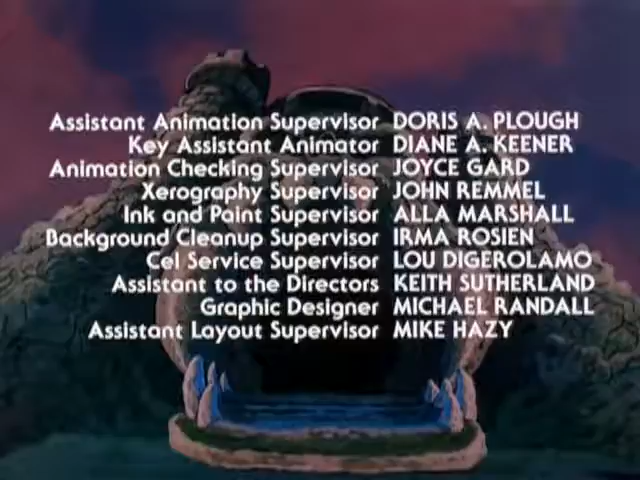 Assistant Animation Supervisor DORIS A. PLOUGH
Key Assistant Animator DIANE A. KEENER
Animation Checking Supervisor JOYCE GARD
Xerography Supervisor JOHN REMMEL
Ink and Paint Supervisor ALLA MARSHALL
Background Cleanup Supervisor IRMA ROSIEN
Cel Service Supervisor LOU DIGEROLAMO
Assistant to the Directors KEITH SUTHERLAND
Graphic Designer MICHAEL RANDALL
Assistant Layout Supervisor MIKE HAZY